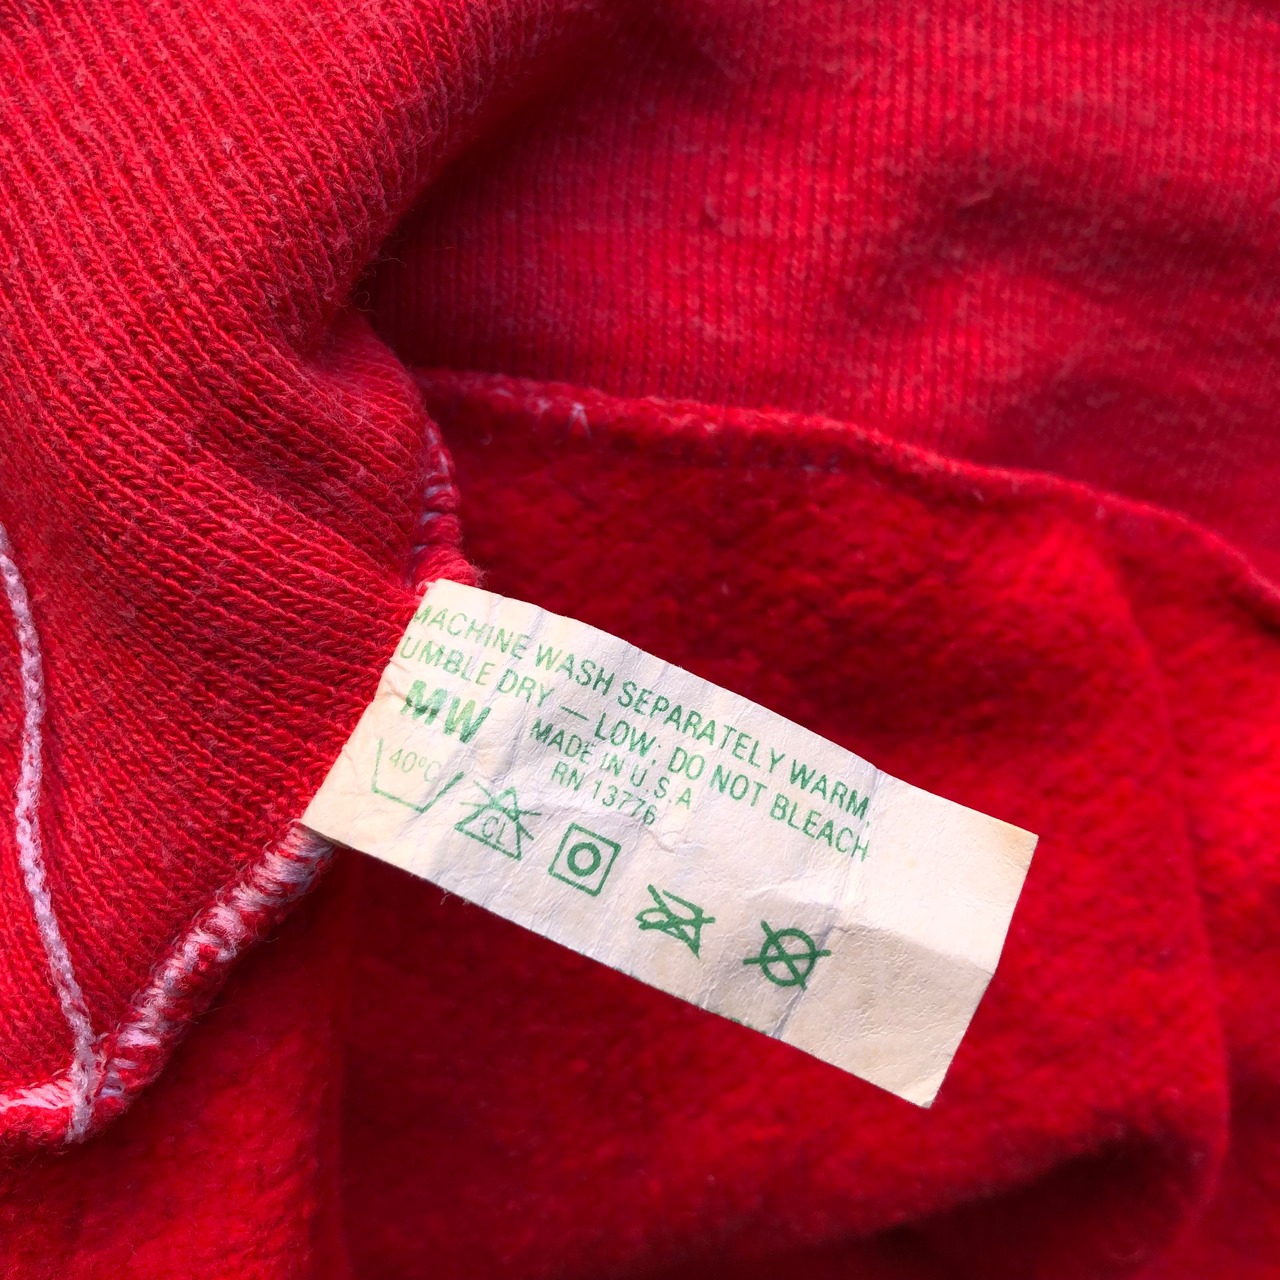 MACHINE WASH SEPARATELY WARM,
UMBLE DRY — LOW; DO NOT BLEACH
MW MADE IN U.S.A
RN 13776
40°C
CL